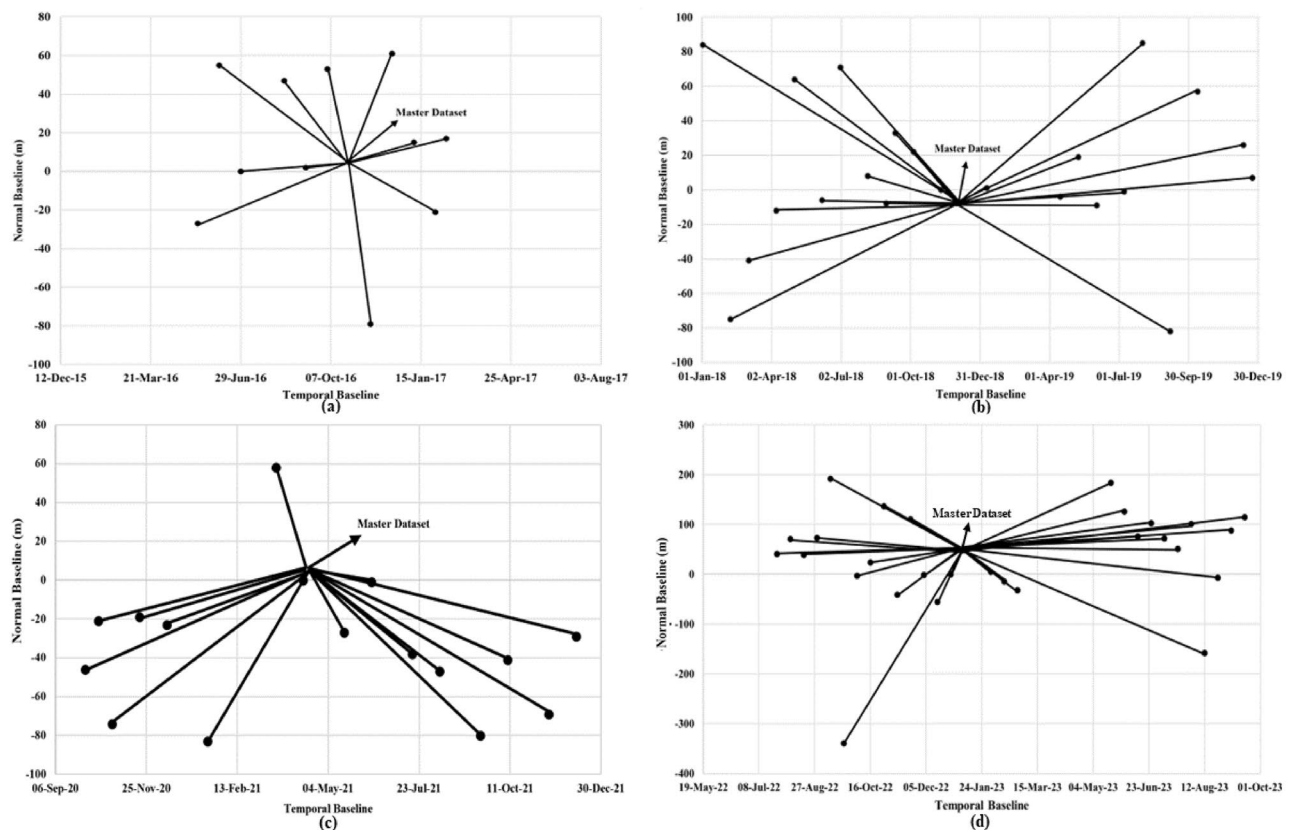 80
60
40
20
0
-20
-40
-60
-80
-100
Normal Baseline (m)
Master Dataset
12-Dec-15 21-Mar-16 29-Jun-16 07-Oct-16 15-Jan-17 25-Apr-17 03-Aug-17
Temporal Baseline
(a)
100
80
60
40
20
0
-20
-40
-60
-80
-100
Normal Baseline (m)
Master Dataset
01-Jan-18 02-Apr-18 02-Jul-18 01-Oct-18 31-Dec-18 01-Apr-19 01-Jul-19 30-Sep-19 30-Dec-19
Temporal Baseline
(b)
80
60
40
20
0
-20
-40
-60
-80
-100
Normal Baseline (m)
Master Dataset
06-Sep-20 25-Nov-20 13-Feb-21 04-May-21 23-Jul-21 11-Oct-21 30-Dec-21
Temporal Baseline
(c)
300
200
100
0
-100
-200
-300
-400
Normal Baseline (m)
Master Dataset
19-May-22 08-Jul-22 27-Aug-22 16-Oct-22 05-Dec-22 24-Jan-23 15-Mar-23 04-May-23 23-Jun-23 12-Aug-23 01-Oct-23
Temporal Baseline
(d)